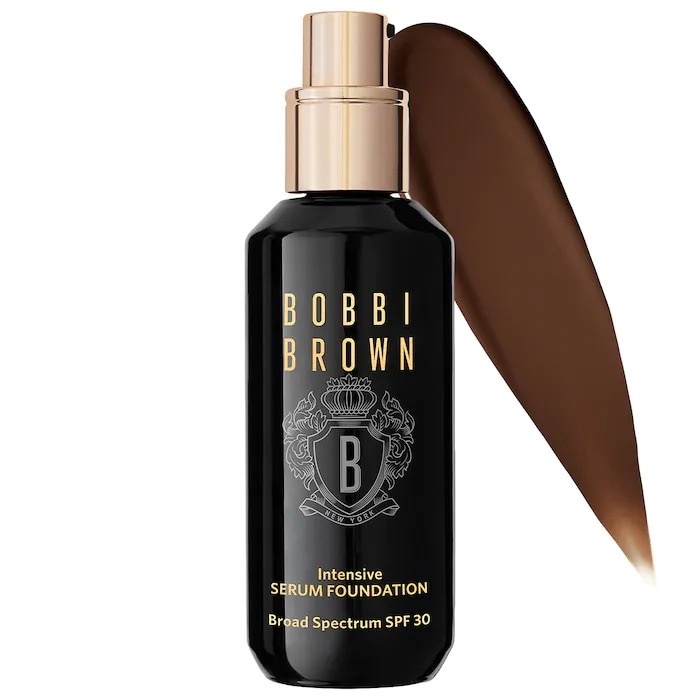 BOBBI
BROWN
B
NEW YORK
Intensive
SERUM FOUNDATION
Broad Spectrum SPF 30